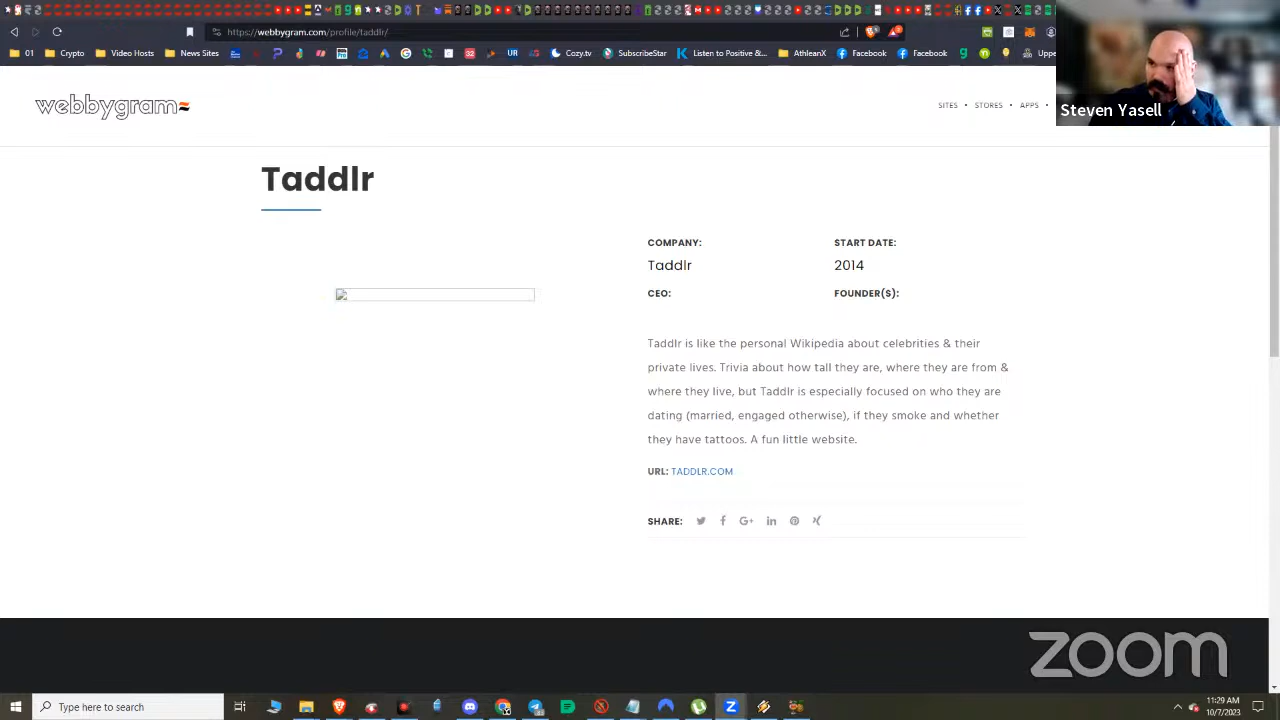 https://webbygram.com/profile/taddlr/
01
Crypto
Video Hosts
News Sites
UR
Cozy.tv
SubscribeStar
Listen to Positive &...
AthleanX
Facebook
Facebook
Steven Yasell
webbygram
SITES • STORES • APPS •
Taddlr
COMPANY:
START DATE:
Taddlr
2014
CEO:
FOUNDER(S):
Taddlr is like the personal Wikipedia about celebrities & their
private lives. Trivia about how tall they are, where they are from &
where they live, but Taddlr is especially focused on who they are
dating (married, engaged otherwise), if they smoke and whether
they have tattoos. A fun little website.
URL: TADDLR.COM
SHARE:
zoom
Type here to search
11:29 AM
10/7/2023